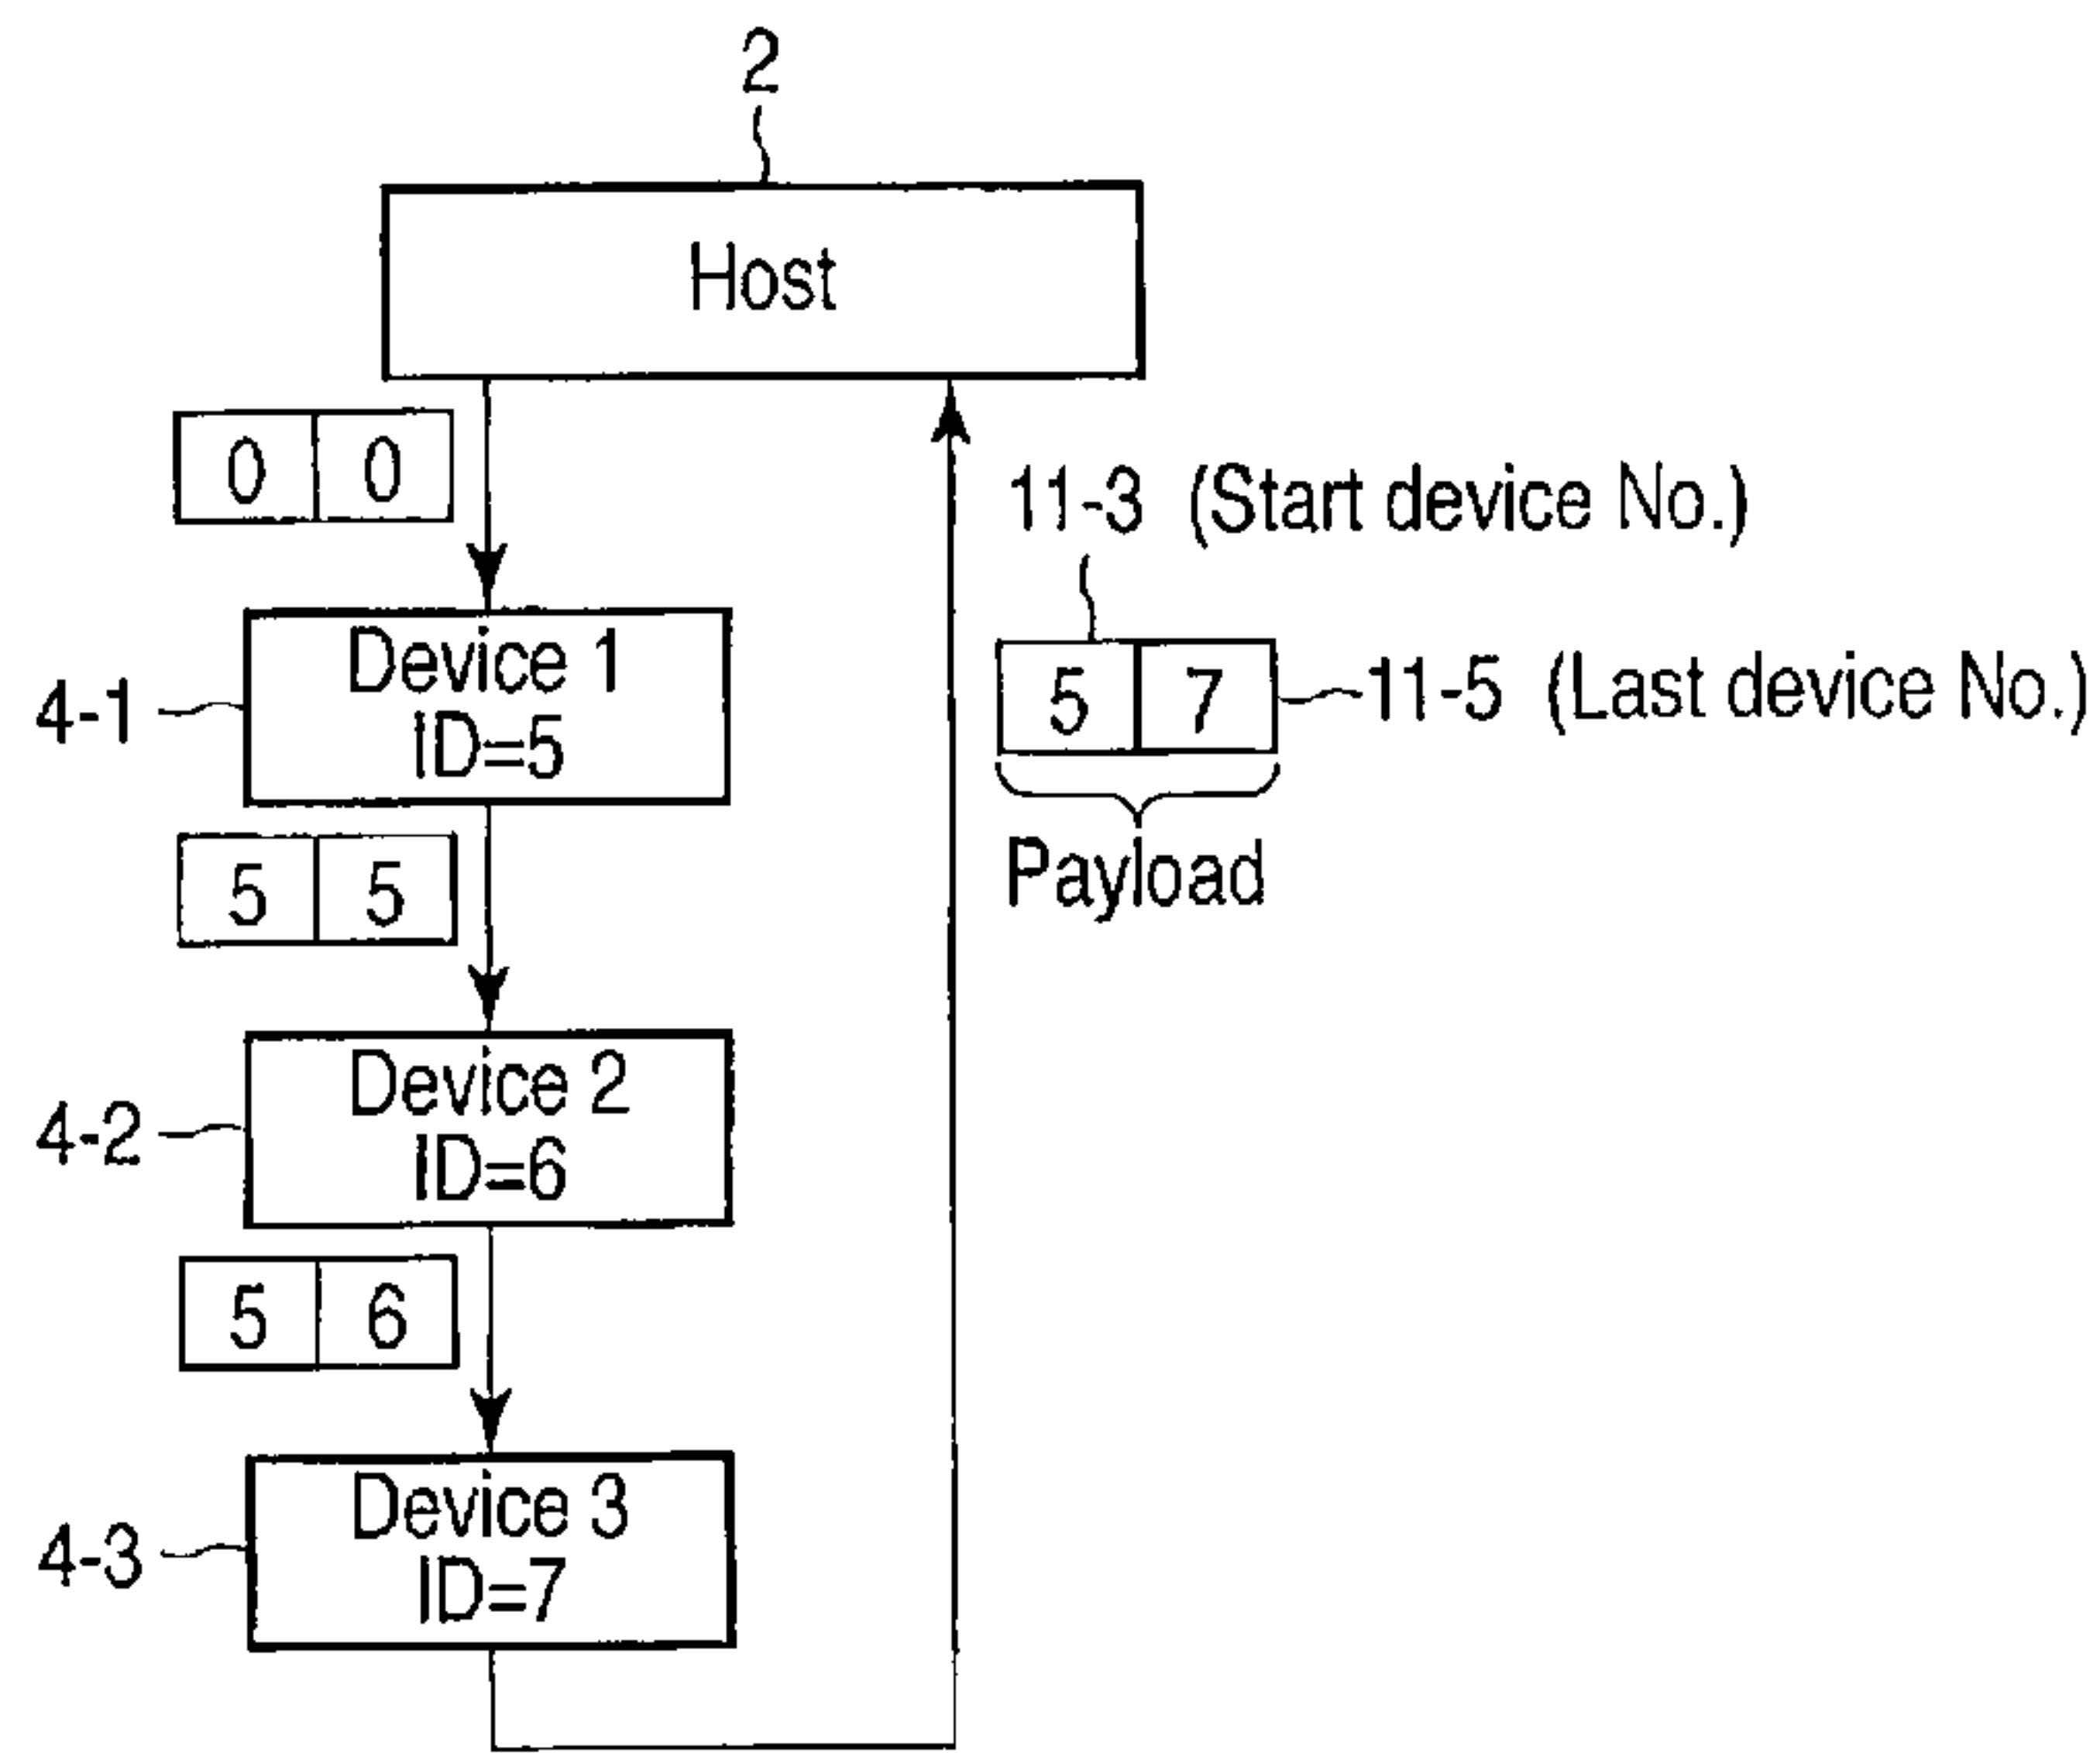 2
Host
0 0
11-3 (Start device No.)
Device 1
ID=5
4-1
5 7
11-5 (Last device No.)
Payload
5 5
Device 2
ID=6
4-2
5 6
Device 3
ID=7
4-3